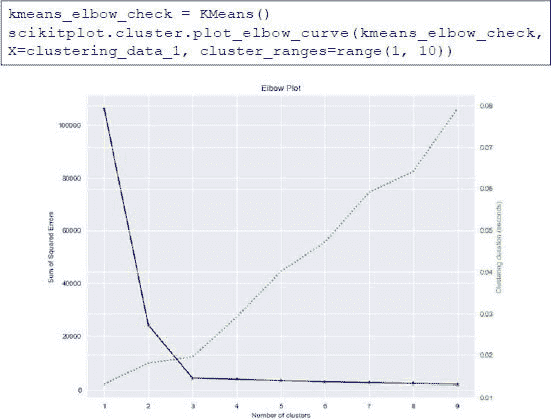 kmeans_elbow_check = KMeans()
scikitplot.cluster.plot_elbow_curve(kmeans_elbow_check,
X=clustering_data_1, cluster_ranges=range(1, 10))
Elbow Plot
100000
80000
60000
40000
20000
0
Sum of Squared Errors
0.08
0.07
0.06
0.05
0.04
0.03
0.02
0.01
Clustering duration (seconds)
1 2 3 4 5 6 7 8 9
Number of clusters